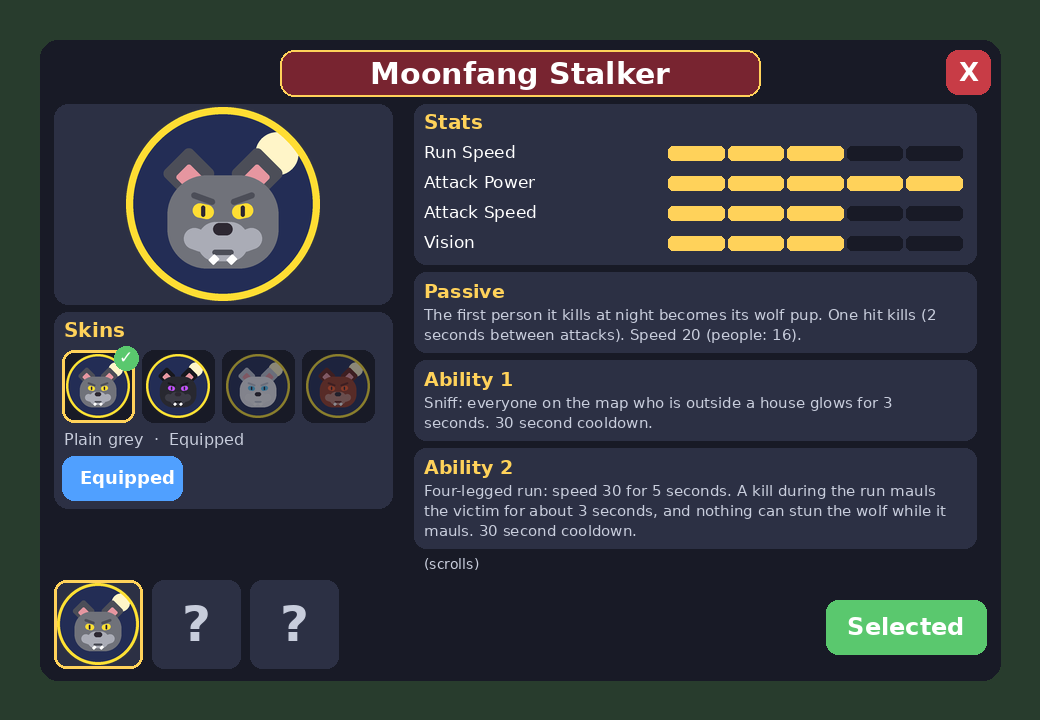 Moonfang Stalker
X
Stats
Run Speed
Attack Power
Attack Speed
Vision
Passive
The first person it kills at night becomes its wolf pup. One hit kills (2
seconds between attacks). Speed 20 (people: 16).
Skins
✓
Plain grey · Equipped
Equipped
Ability 1
Sniff: everyone on the map who is outside a house glows for 3
seconds. 30 second cooldown.
Ability 2
Four-legged run: speed 30 for 5 seconds. A kill during the run mauls
the victim for about 3 seconds, and nothing can stun the wolf while it
mauls. 30 second cooldown.
(scrolls)
? ?
Selected